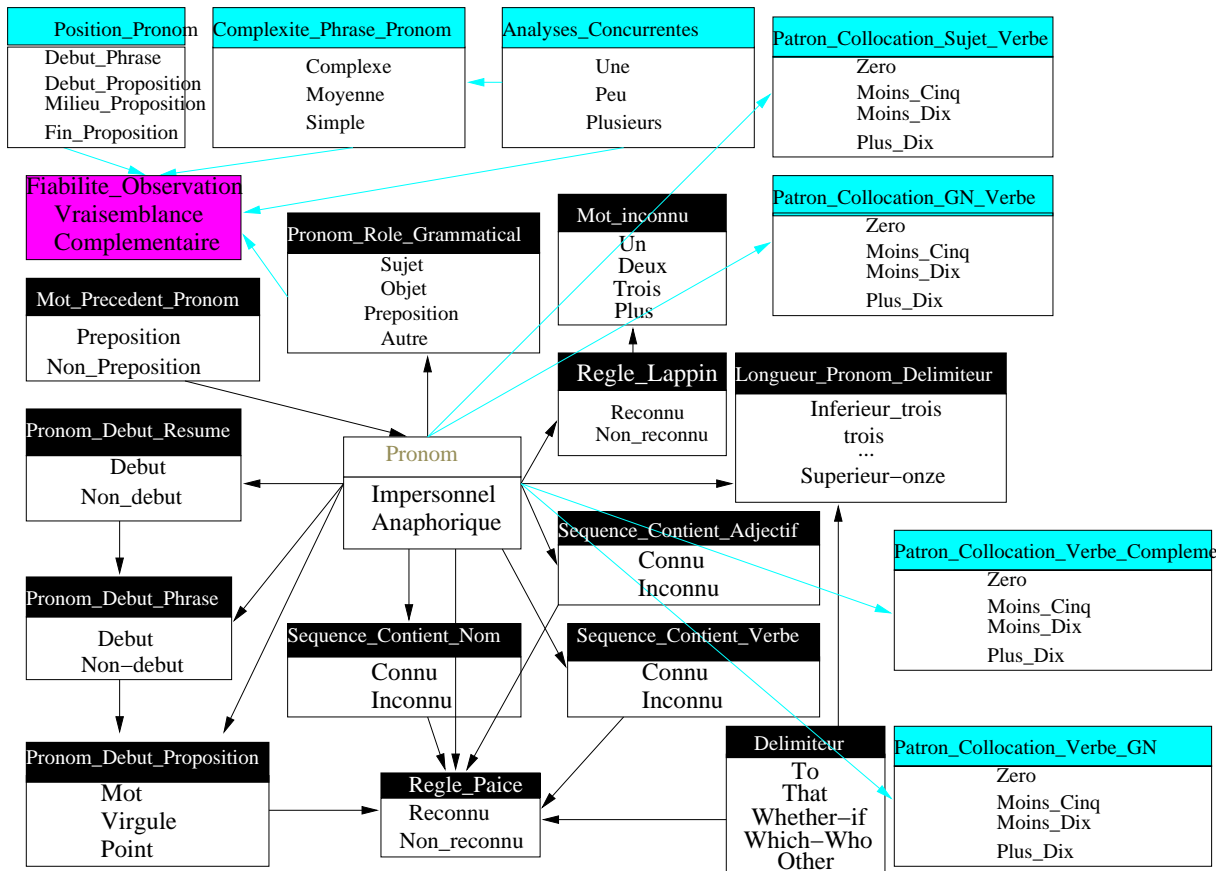 Position_Pronom
Debut_Phrase
Debut_Proposition
Milieu_Proposition
Fin_Proposition
Complexite_Phrase_Pronom
Complexe
Moyenne
Simple
Analyses_Concurrentes
Une
Peu
Plusieurs
Patron_Collocation_Sujet_Verbe
Zero
Moins_Cinq
Moins_Dix
Plus_Dix
Fiabilite_Observation
Vraisemblance
Complementaire
Pronom_Role_Grammatical
Sujet
Objet
Preposition
Autre
Mot_inconnu
Un
Deux
Trois
Plus
Patron_Collocation_GN_Verbe
Zero
Moins_Cinq
Moins_Dix
Plus_Dix
Mot_Precedent_Pronom
Preposition
Non_Preposition
Regle_Lappin
Reconnu
Non_reconnu
Longueur_Pronom_Delimiteur
Inferieur_trois
trois
...
Superieur−onze
Pronom_Debut_Resume
Debut
Non_debut
Pronom
Impersonnel
Anaphorique
Sequence_Contient_Adjectif
Connu
Inconnu
Patron_Collocation_Verbe_Compleme
Zero
Moins_Cinq
Moins_Dix
Plus_Dix
Pronom_Debut_Phrase
Debut
Non−debut
Sequence_Contient_Nom
Connu
Inconnu
Sequence_Contient_Verbe
Connu
Inconnu
Pronom_Debut_Proposition
Mot
Virgule
Point
Regle_Paice
Reconnu
Non_reconnu
Delimiteur
To
That
Whether−if
Which−Who
Other
Patron_Collocation_Verbe_GN
Zero
Moins_Cinq
Moins_Dix
Plus_Dix